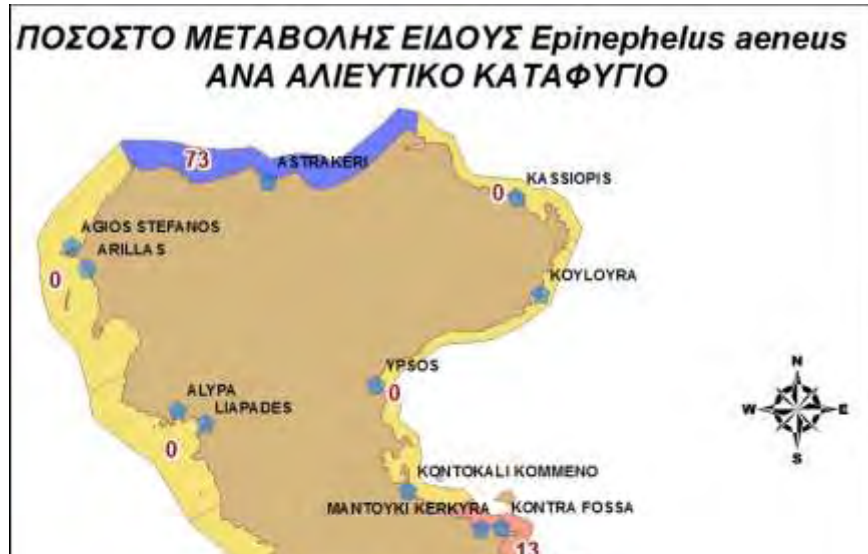 ΠΟΣΟΣΤΟ ΜΕΤΑΒΟΛΗΣ ΕΙΔΟΥΣ Epinephelus aeneus
ΑΝΑ ΑΛΙΕΥΤΙΚΟ ΚΑΤΑΦΥΓΙΟ
73
ASTRAKERI
KASSIOPIS
0
AGIOS STEFANOS
ARILLAS
0
KOYLOYRA
YPSOS
0
ALYPA
LIAPADES
0
N
W E
S
KONTOKALI KOMMENO
MANTOYKI KERKYRA
KONTRA FOSSA
13